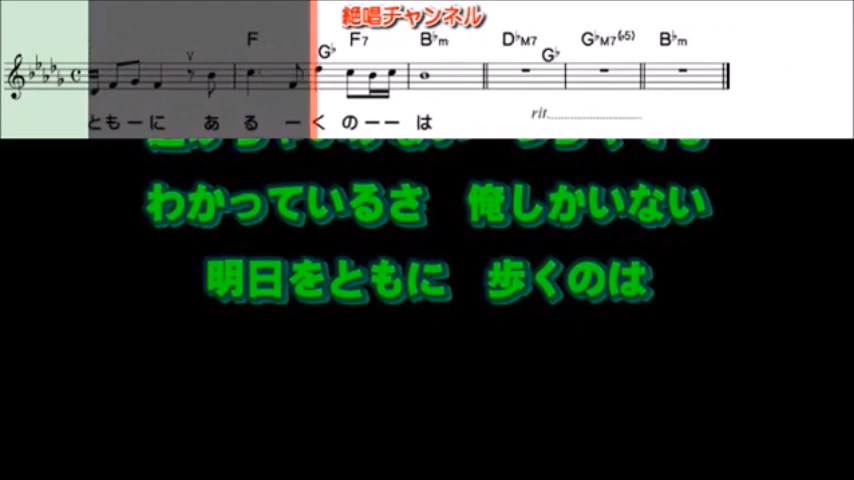 絶唱チャンネル
F G♭ F7 B♭m D♭M7 G♭ G♭M7(♭5) B♭m
rit.
ともーに ある ーく のーー は
わかっているさ 俺しかいない
明日をともに 歩くのは